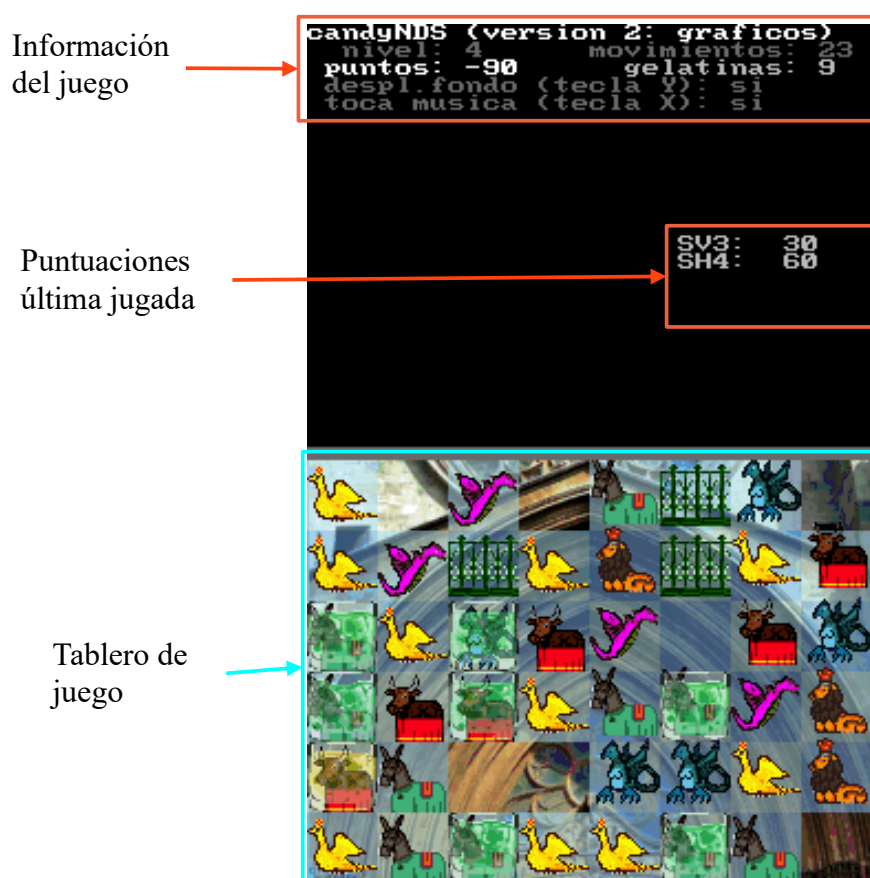 Información
del juego
candyNDS (version 2: graficos)
nivel: 4 movimientos: 23
puntos: -90 gelatinas: 9
despl.fondo (tecla Y): si
toca musica (tecla X): si
Puntuaciones
última jugada
SV3: 30
SH4: 60
Tablero de
juego